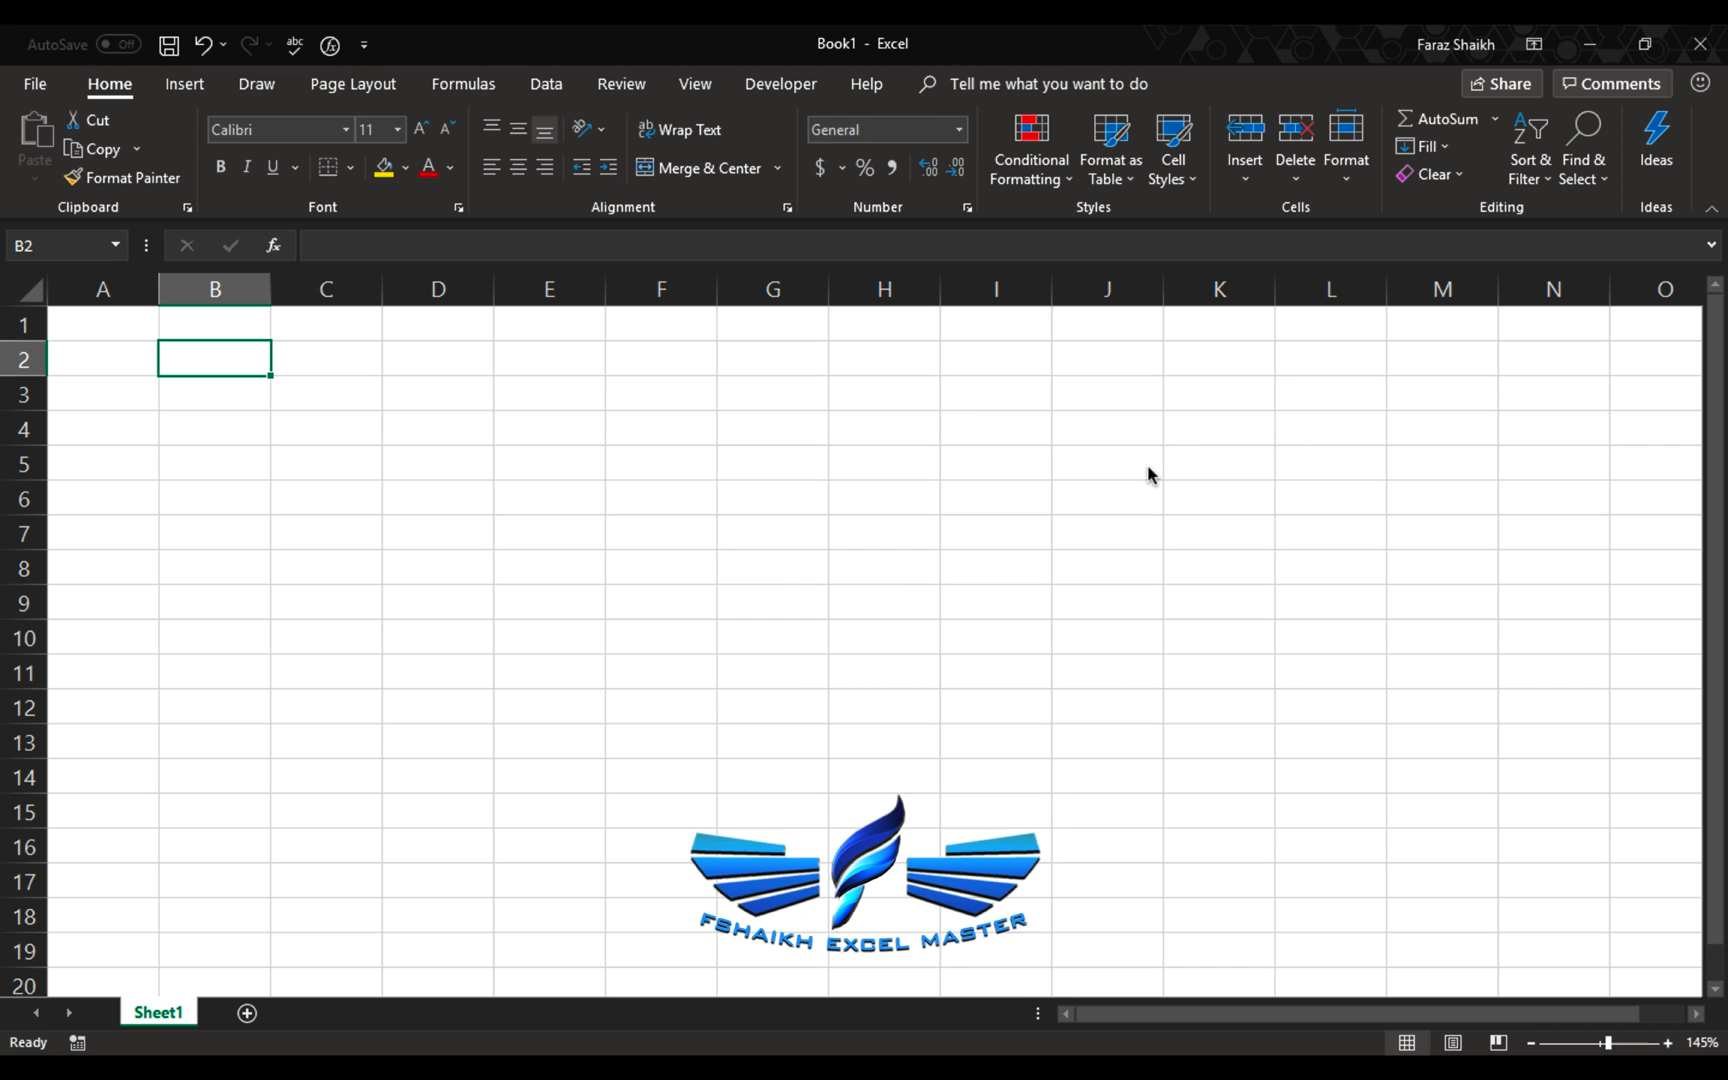 AutoSave Off
abc
Book1 - Excel
Faraz Shaikh
File Home Insert Draw Page Layout Formulas Data Review View Developer Help Tell me what you want to do Share Comments
Paste
Cut
Copy
Format Painter
Clipboard
Calibri 11 A A
B I U A
Font
ab Wrap Text
Merge & Center
Alignment
General
$ % 9
Number
Conditional Formatting
Format as Table
Cell Styles
Styles
Insert
Delete
Format
Cells
AutoSum
Fill
Clear
Sort & Filter
Find & Select
Editing
Ideas
Ideas
B2
fx
A B C D E F G H I J K L M N O
1
2
3
4
5
6
7
8
9
10
11
12
13
14
15
16
17
18
19
20
FSHAIKH EXCEL MASTER
Sheet1
Ready
145%